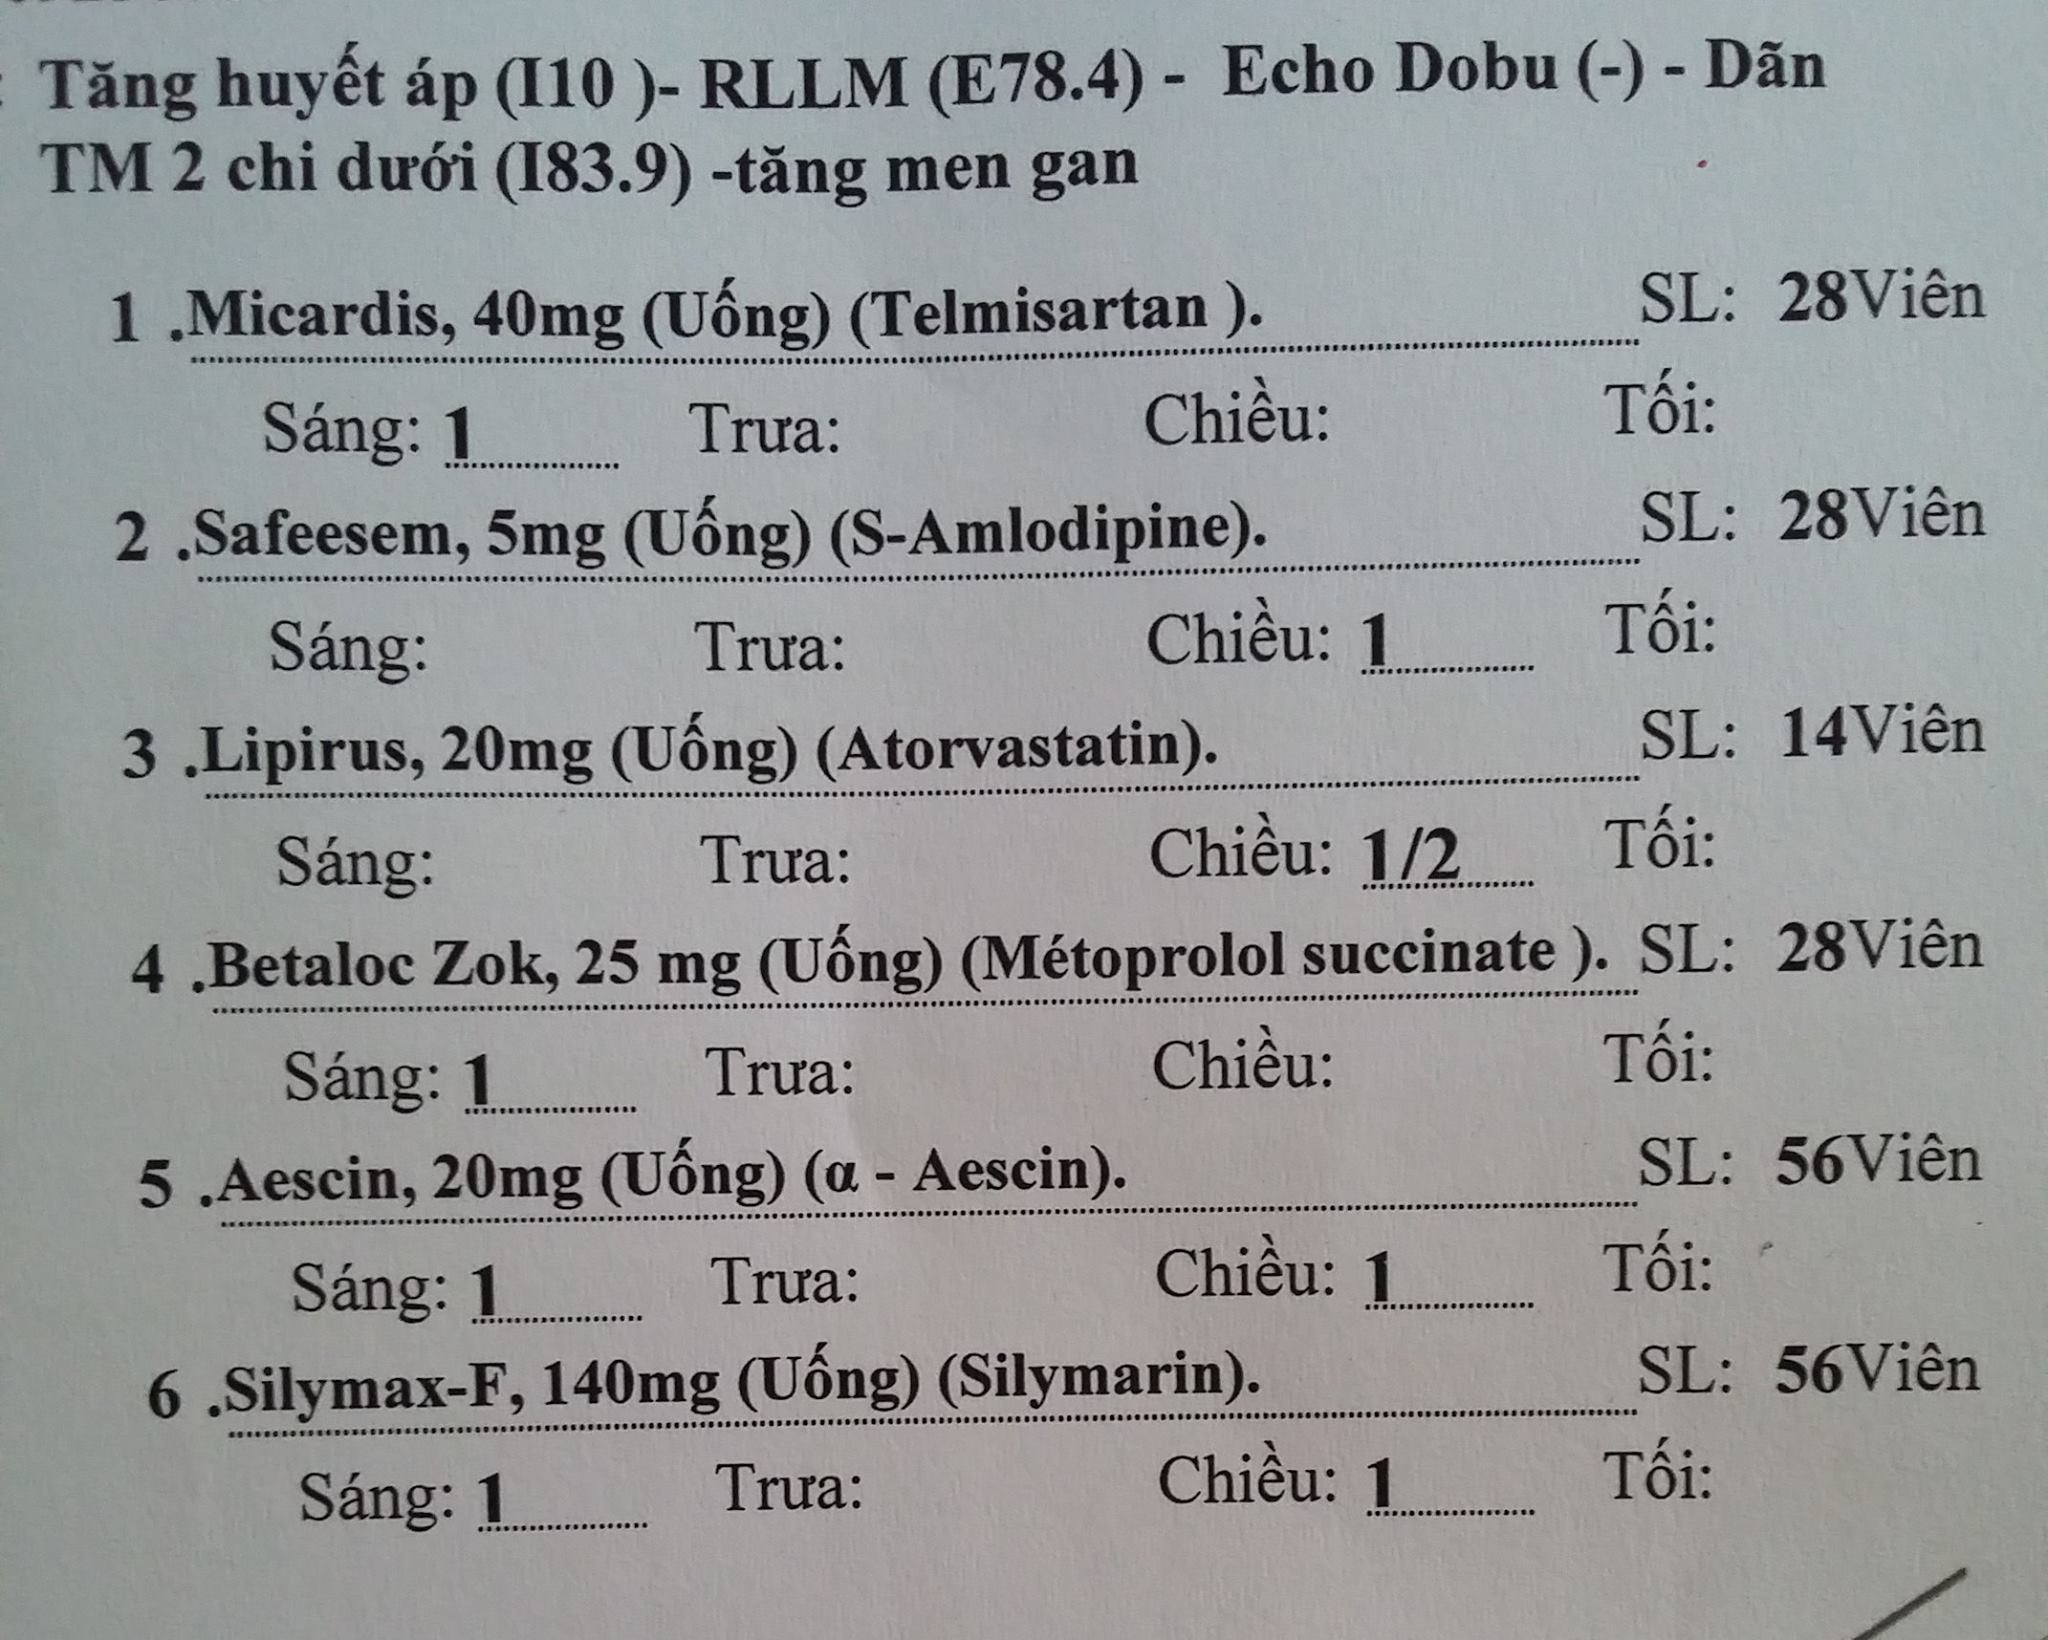 Tăng huyết áp (I10 )- RLLM (E78.4) - Echo Dobu (-) - Dãn
TM 2 chi dưới (I83.9) -tăng men gan
1 .Micardis, 40mg (Uống) (Telmisartan ). SL: 28Viên
Sáng: 1 Trưa: Chiều: Tối:
2 .Safeesem, 5mg (Uống) (S-Amlodipine). SL: 28Viên
Sáng: Trưa: Chiều: 1 Tối:
3 .Lipirus, 20mg (Uống) (Atorvastatin). SL: 14Viên
Sáng: Trưa: Chiều: 1/2 Tối:
4 .Betaloc Zok, 25 mg (Uống) (Métoprolol succinate ). SL: 28Viên
Sáng: 1 Trưa: Chiều: Tối:
5 .Aescin, 20mg (Uống) (α - Aescin). SL: 56Viên
Sáng: 1 Trưa: Chiều: 1 Tối:
6 .Silymax-F, 140mg (Uống) (Silymarin). SL: 56Viên
Sáng: 1 Trưa: Chiều: 1 Tối: